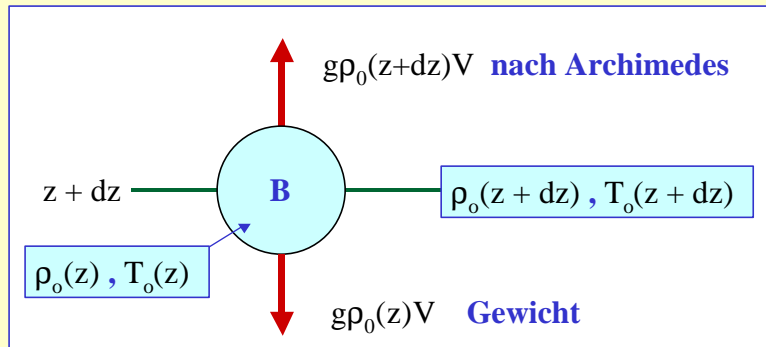 gρ₀(z+dz)V nach Archimedes
z + dz
B
ρₒ(z + dz) , Tₒ(z + dz)
ρₒ(z) , Tₒ(z)
gρ₀(z)V Gewicht